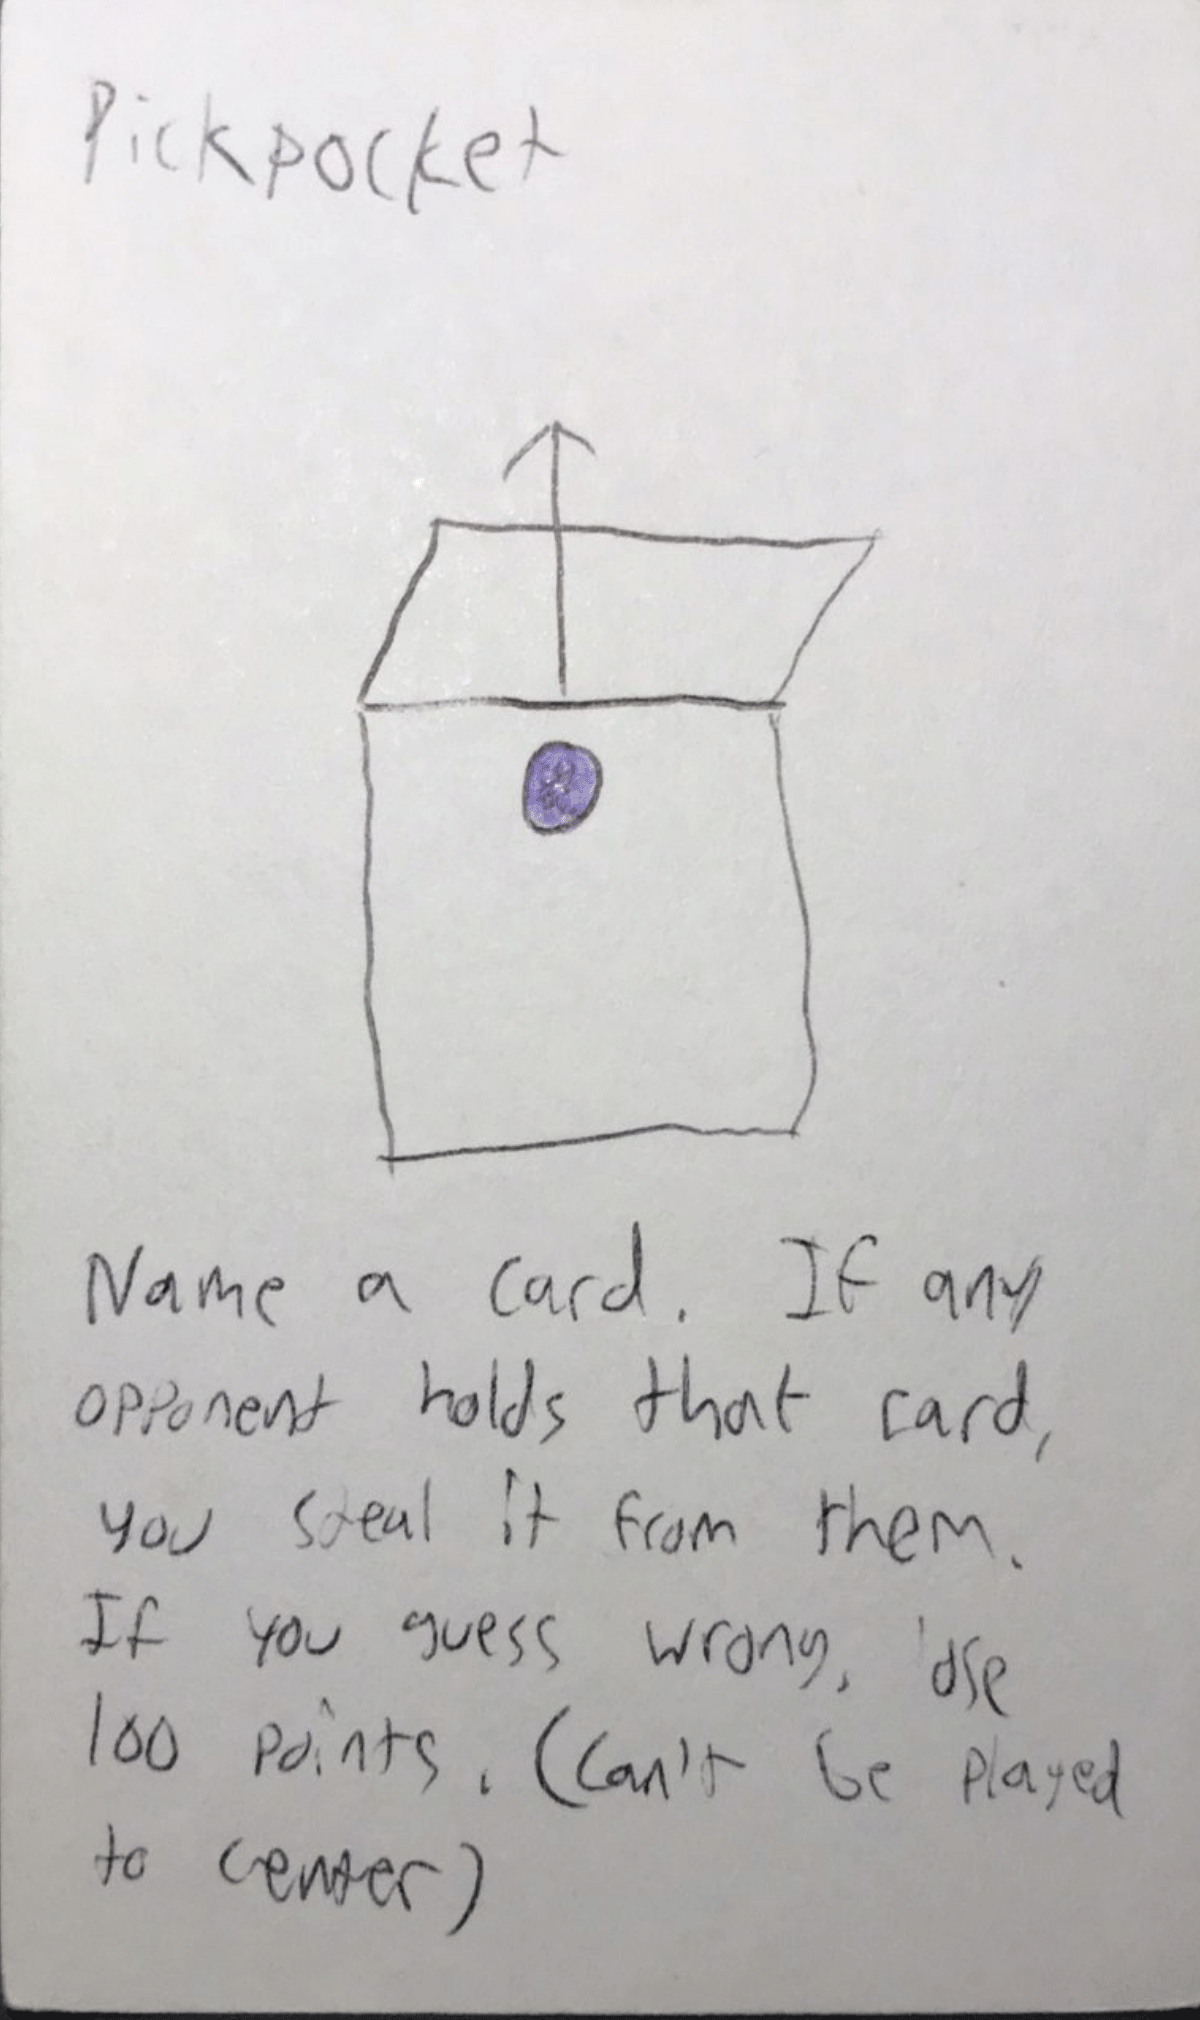 Pickpocket
Name a card. If any
opponent holds that card,
you steal it from them.
If you guess wrong, lose
100 points. (Can't be played
to center)